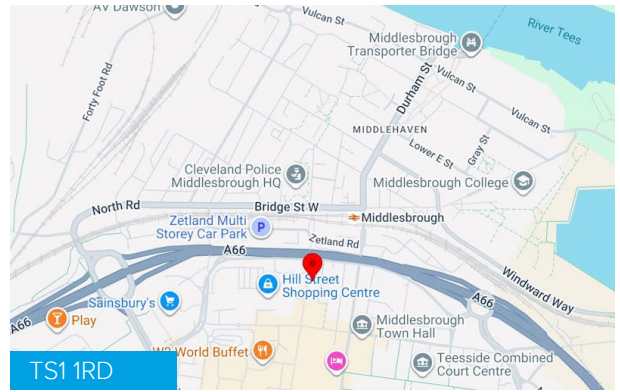 AV Dawson
Vulcan St
River Tees
Middlesbrough
Transporter Bridge
Forty Foot Rd
Durham St
Vulcan St
Vulcan St
MIDDLEHAVEN
Lower E St
Gray St
Cleveland Police
Middlesbrough HQ
Middlesbrough College
North Rd
Bridge St W
Middlesbrough
Zetland Multi
Storey Car Park
P
Zetland Rd
A66
Windward Way
Hill Street
Shopping Centre
Sainsbury's
A66
A66
Play
Middlesbrough
Town Hall
W2 World Buffet
Teesside Combined
Court Centre
TS1 1RD